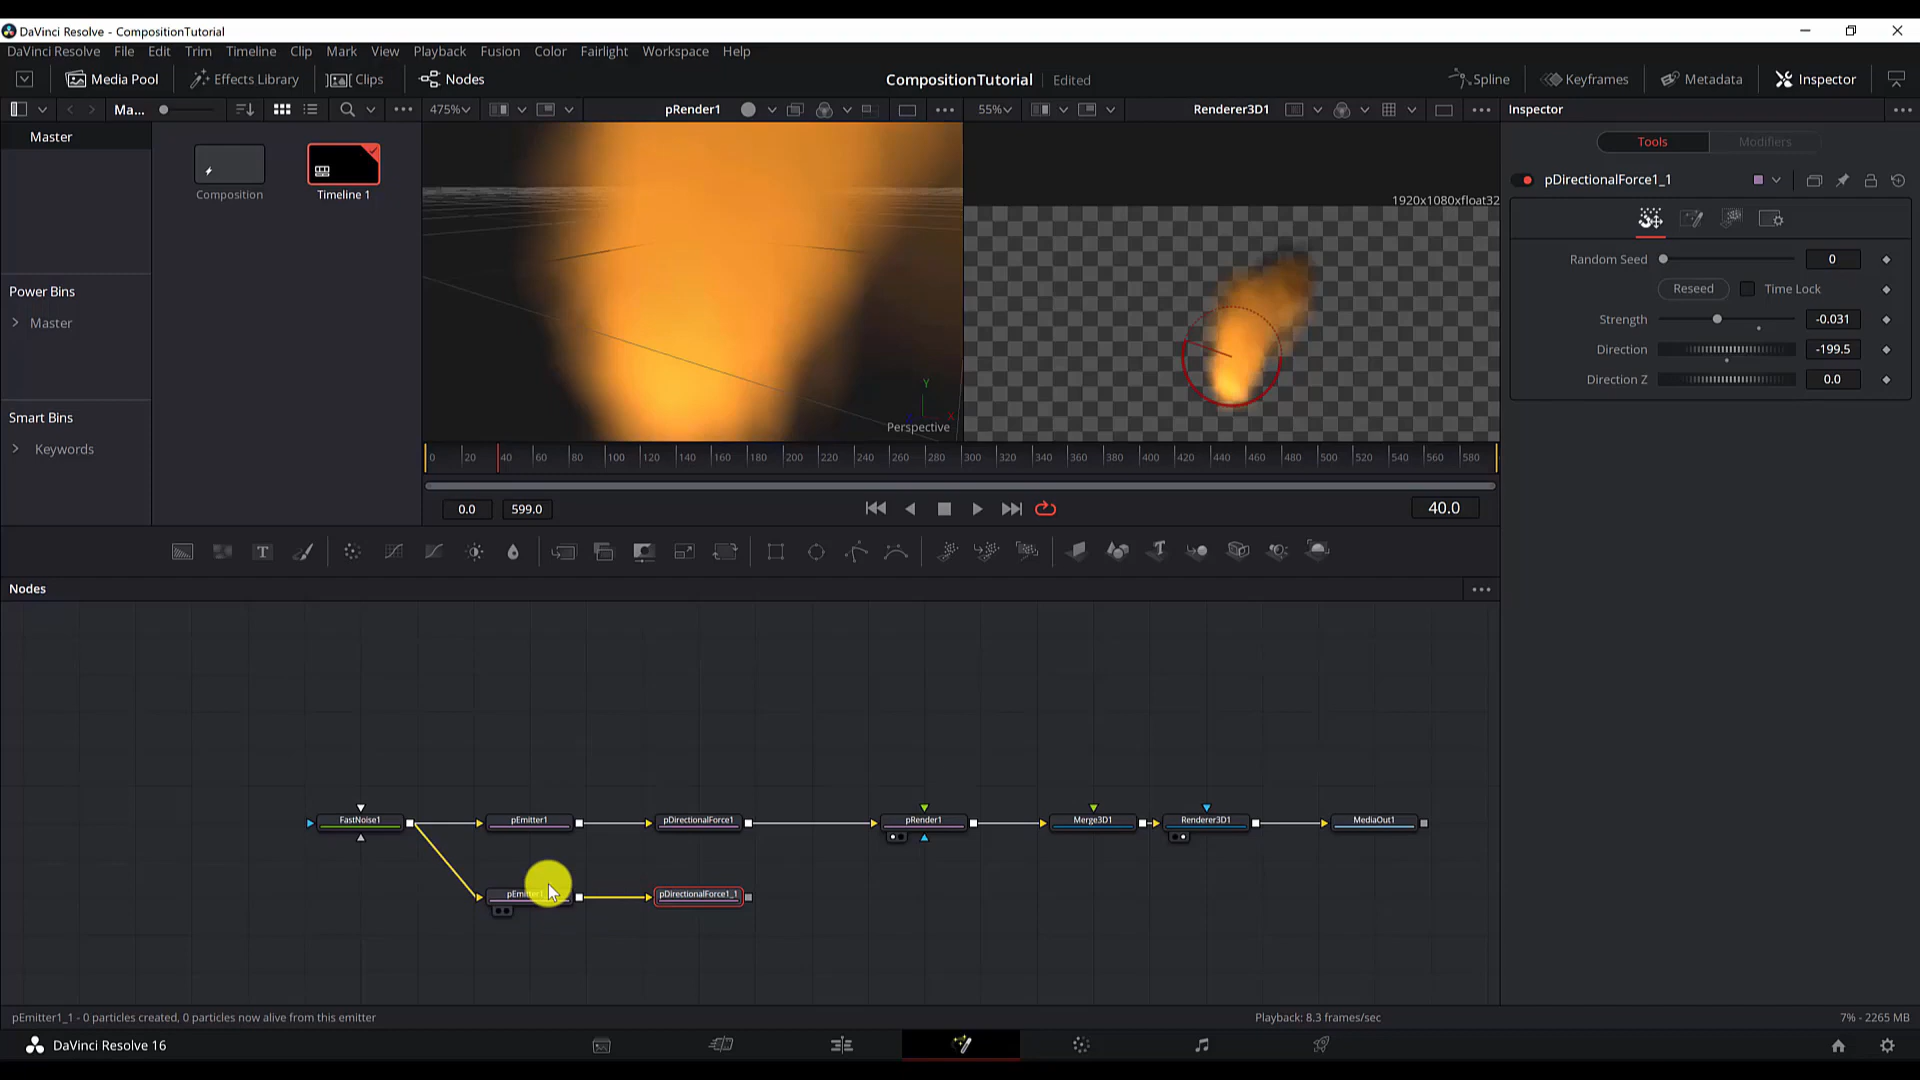 DaVinci Resolve - CompositionTutorial
DaVinci Resolve File Edit Trim Timeline Clip Mark View Playback Fusion Color Fairlight Workspace Help
Media Pool Effects Library Clips Nodes CompositionTutorial Edited Spline Keyframes Metadata Inspector
Ma... 475% pRender1 55% Renderer3D1 Inspector
Master
Composition
Timeline 1
Power Bins
Master
Smart Bins
Keywords
Y
X
Perspective
1920x1080xfloat32
Tools Modifiers
pDirectionalForce1_1
Random Seed 0
Reseed Time Lock
Strength -0.031
Direction -199.5
Direction Z 0.0
0 20 40 60 80 100 120 140 160 180 200 220 240 260 280 300 320 340 360 380 400 420 440 460 480 500 520 540 560 580
0.0 599.0 40.0
T
Nodes
FastNoise1 pEmitter1 pDirectionalForce1 pRender1 Merge3D1 Renderer3D1 MediaOut1
pEmitter1 pDirectionalForce1_1
pEmitter1_1 - 0 particles created, 0 particles now alive from this emitter
Playback: 8.3 frames/sec
7% - 2265 MB
DaVinci Resolve 16